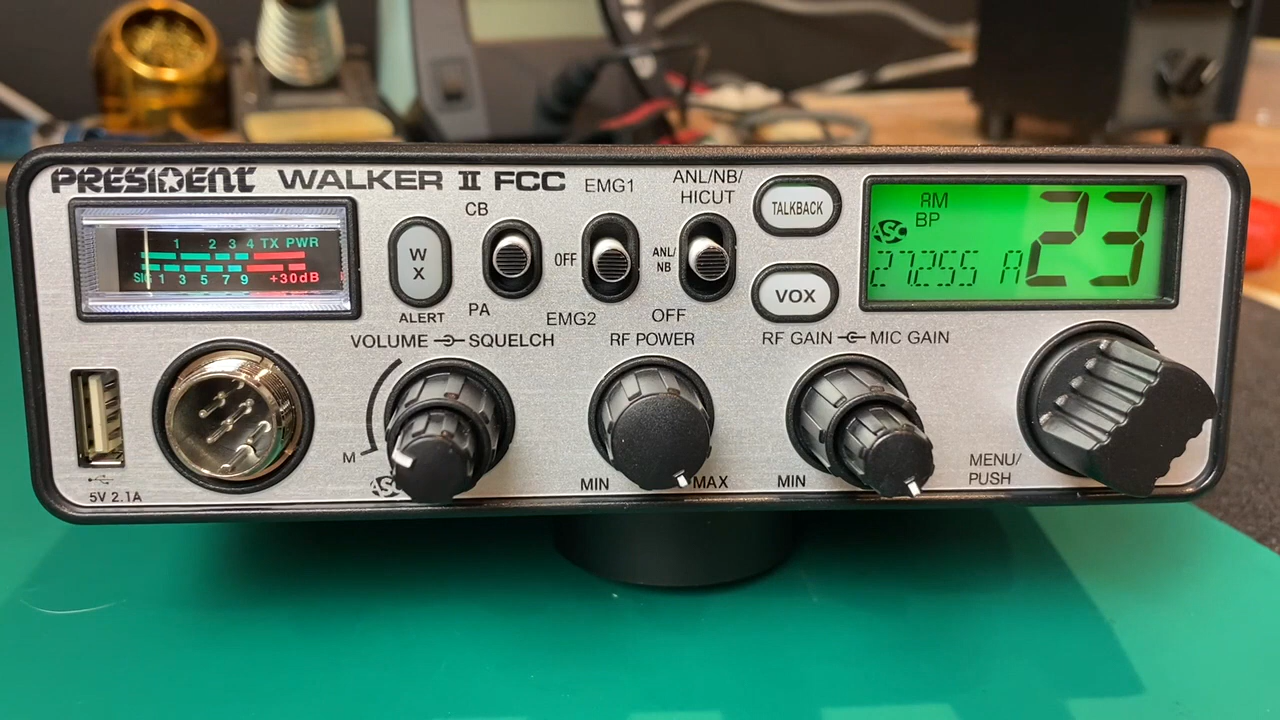 PRESIDENT WALKER II FCC
EMG1
ANL/NB/
HICUT
CB
OFF
ANL/
NB
PA
EMG2
OFF
1 2 3 4 TX PWR
SIG 1 3 5 7 9 +30dB
W
X
ALERT
TALKBACK
VOX
AM
BP
ASC
27.255 A
23
VOLUME SQUELCH
RF POWER
RF GAIN MIC GAIN
M
ASC
MIN
MAX
MIN
MENU/
PUSH
5V 2.1A